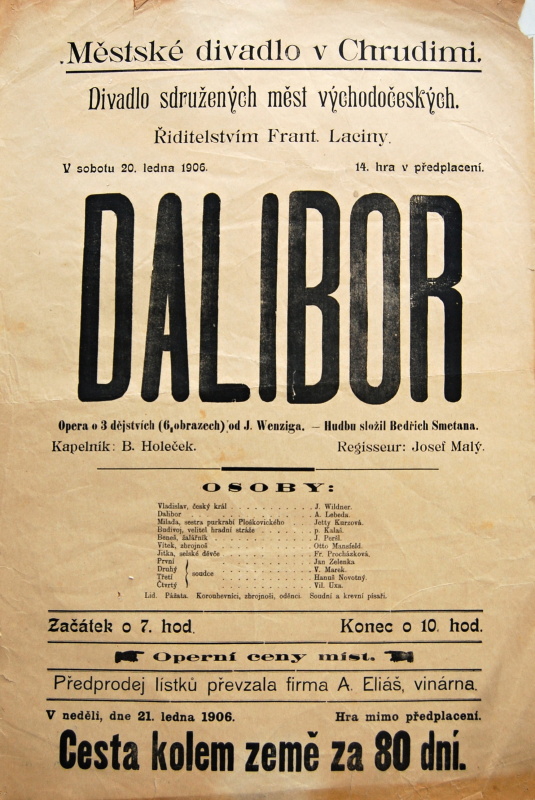 Městské divadlo v Chrudimi.
Divadlo sdružených měst východočeských.
Řiditelstvím Frant. Laciny.
V sobotu 20. ledna 1906. 14. hra v předplacení.
DALIBOR
Opera o 3 dějstvích (6 obrazech) od J. Wenziga. — Hudbu složil Bedřich Smetana.
Kapelník: B. Holeček. Regisseur: Josef Malý.
OSOBY:
Vladislav, český král J. Wildner.
Dalibor A. Lebeda.
Milada, sestra purkrabí Ploškovického Jetty Kurzová.
Budivoj, velitel hradní stráže p. Kalaš.
Beneš, žalářník J. Porší.
Vítek, zbrojnoš Otto Mansfeld.
Jitka, selské děvče Fr. Procházková.
První Jan Zelenka
Druhý V. Marek.
soudce
Třetí Hanuš Novotný.
Čtvrtý Vil. Uxa.
Lid. Pážata. Korouhevníci, zbrojnoši, oděnci. Soudní a krevní písaři.
Začátek o 7. hod. Konec o 10. hod.
Operní ceny míst.
Předprodej lístků převzala firma A. Eliáš, vinárna.
V neděli, dne 21. ledna 1906. Hra mimo předplacení.
Cesta kolem země za 80 dní.